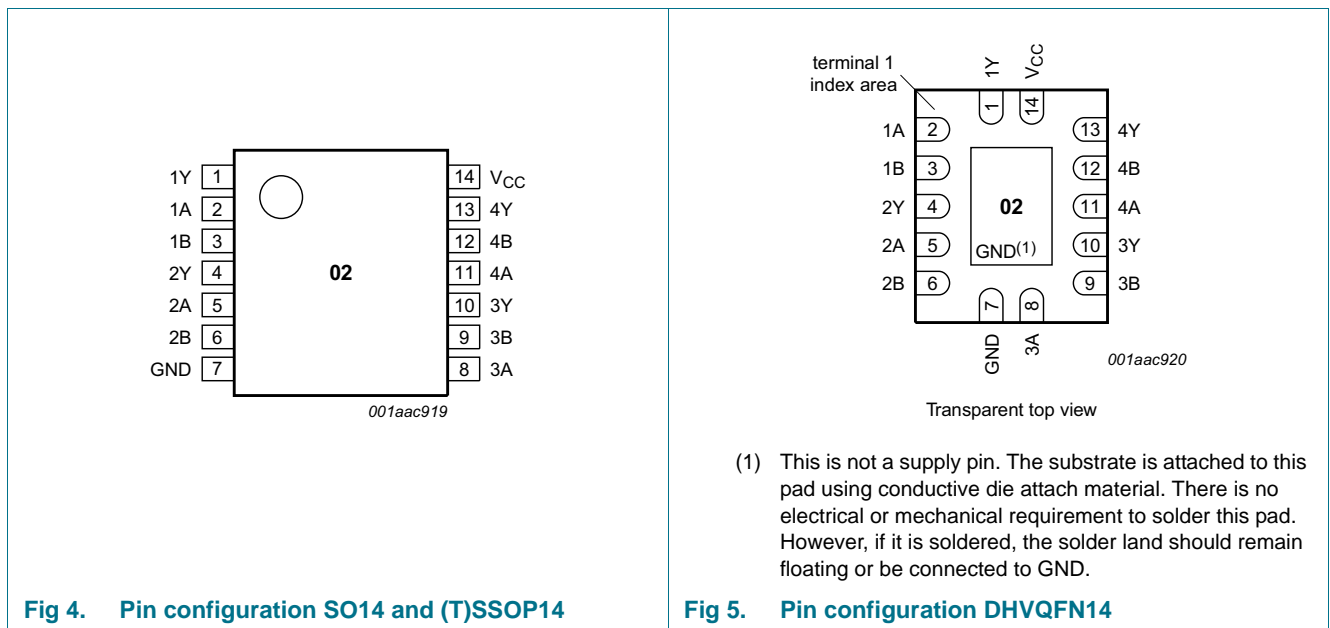 1Y 1 14 VCC
1A 2 13 4Y
1B 3 12 4B
2Y 4 02 11 4A
2A 5 10 3Y
2B 6 9 3B
GND 7 8 3A
001aac919
Fig 4. Pin configuration SO14 and (T)SSOP14
terminal 1
index area
1Y VCC
1 14
1A 2 13 4Y
1B 3 12 4B
2Y 4 02 11 4A
2A 5 GND(1) 10 3Y
2B 6 9 3B
7 8
GND 3A
001aac920
Transparent top view
(1) This is not a supply pin. The substrate is attached to this
pad using conductive die attach material. There is no
electrical or mechanical requirement to solder this pad.
However, if it is soldered, the solder land should remain
floating or be connected to GND.
Fig 5. Pin configuration DHVQFN14